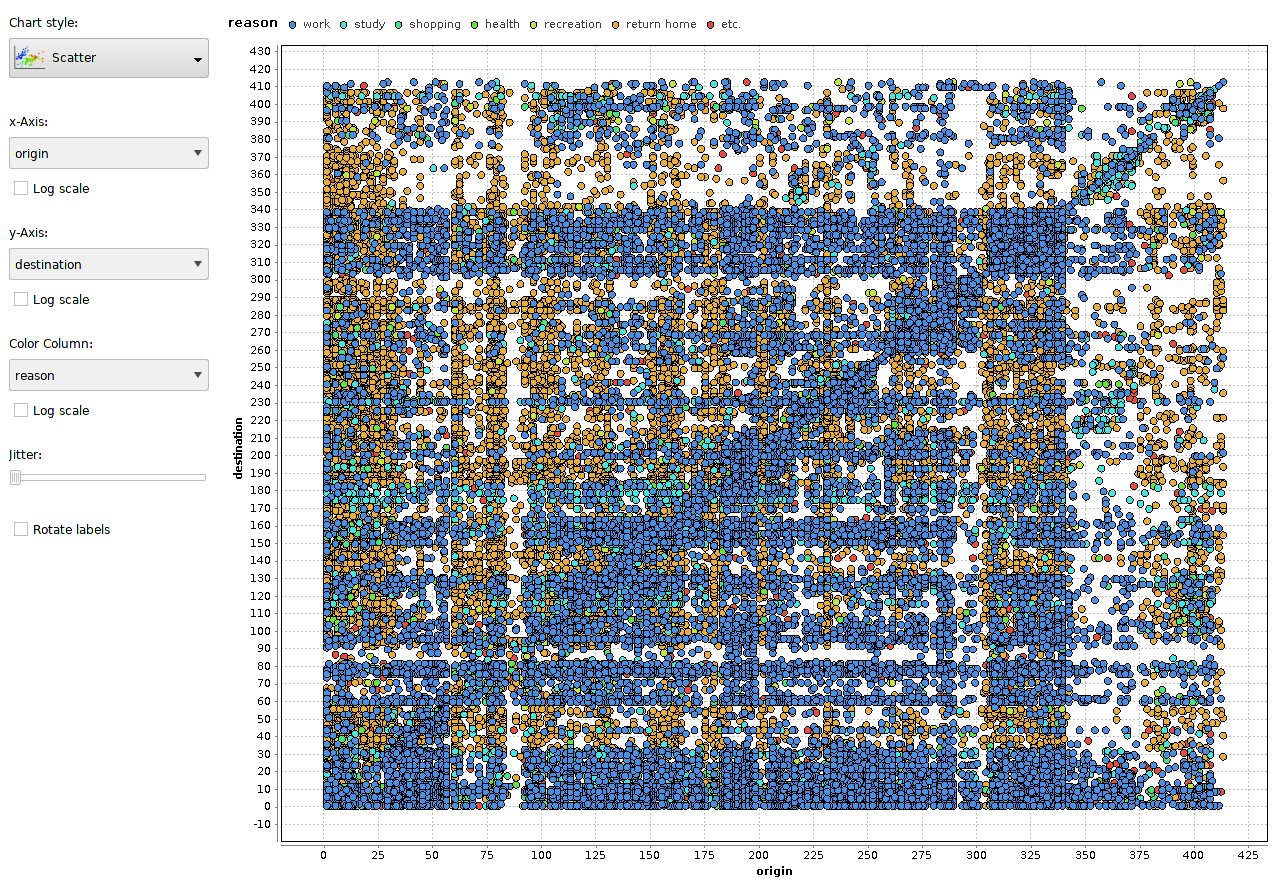 Chart style:
Scatter
x-Axis:
origin
Log scale
y-Axis:
destination
Log scale
Color Column:
reason
Log scale
Jitter:
Rotate labels
reason work study shopping health recreation return home etc.
430
420
410
400
390
380
370
360
350
340
330
320
310
300
290
280
270
260
250
240
230
220
210
200
190
180
170
160
150
140
130
120
110
100
90
80
70
60
50
40
30
20
10
0
-10
destination
0 25 50 75 100 125 150 175 200 225 250 275 300 325 350 375 400 425
origin